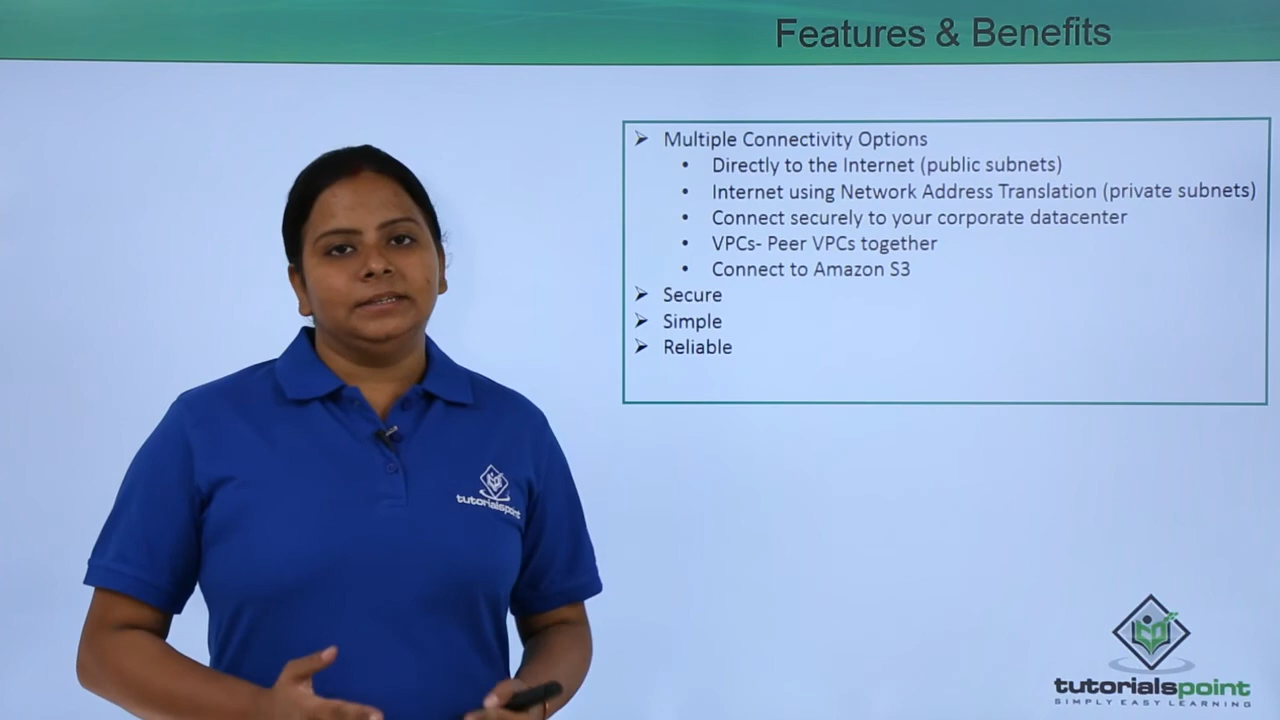 Features & Benefits
Multiple Connectivity Options
Directly to the Internet (public subnets)
Internet using Network Address Translation (private subnets)
Connect securely to your corporate datacenter
VPCs- Peer VPCs together
Connect to Amazon S3
Secure
Simple
Reliable
tutorialspoint
tutorialspoint
SIMPLY EASY LEARNING